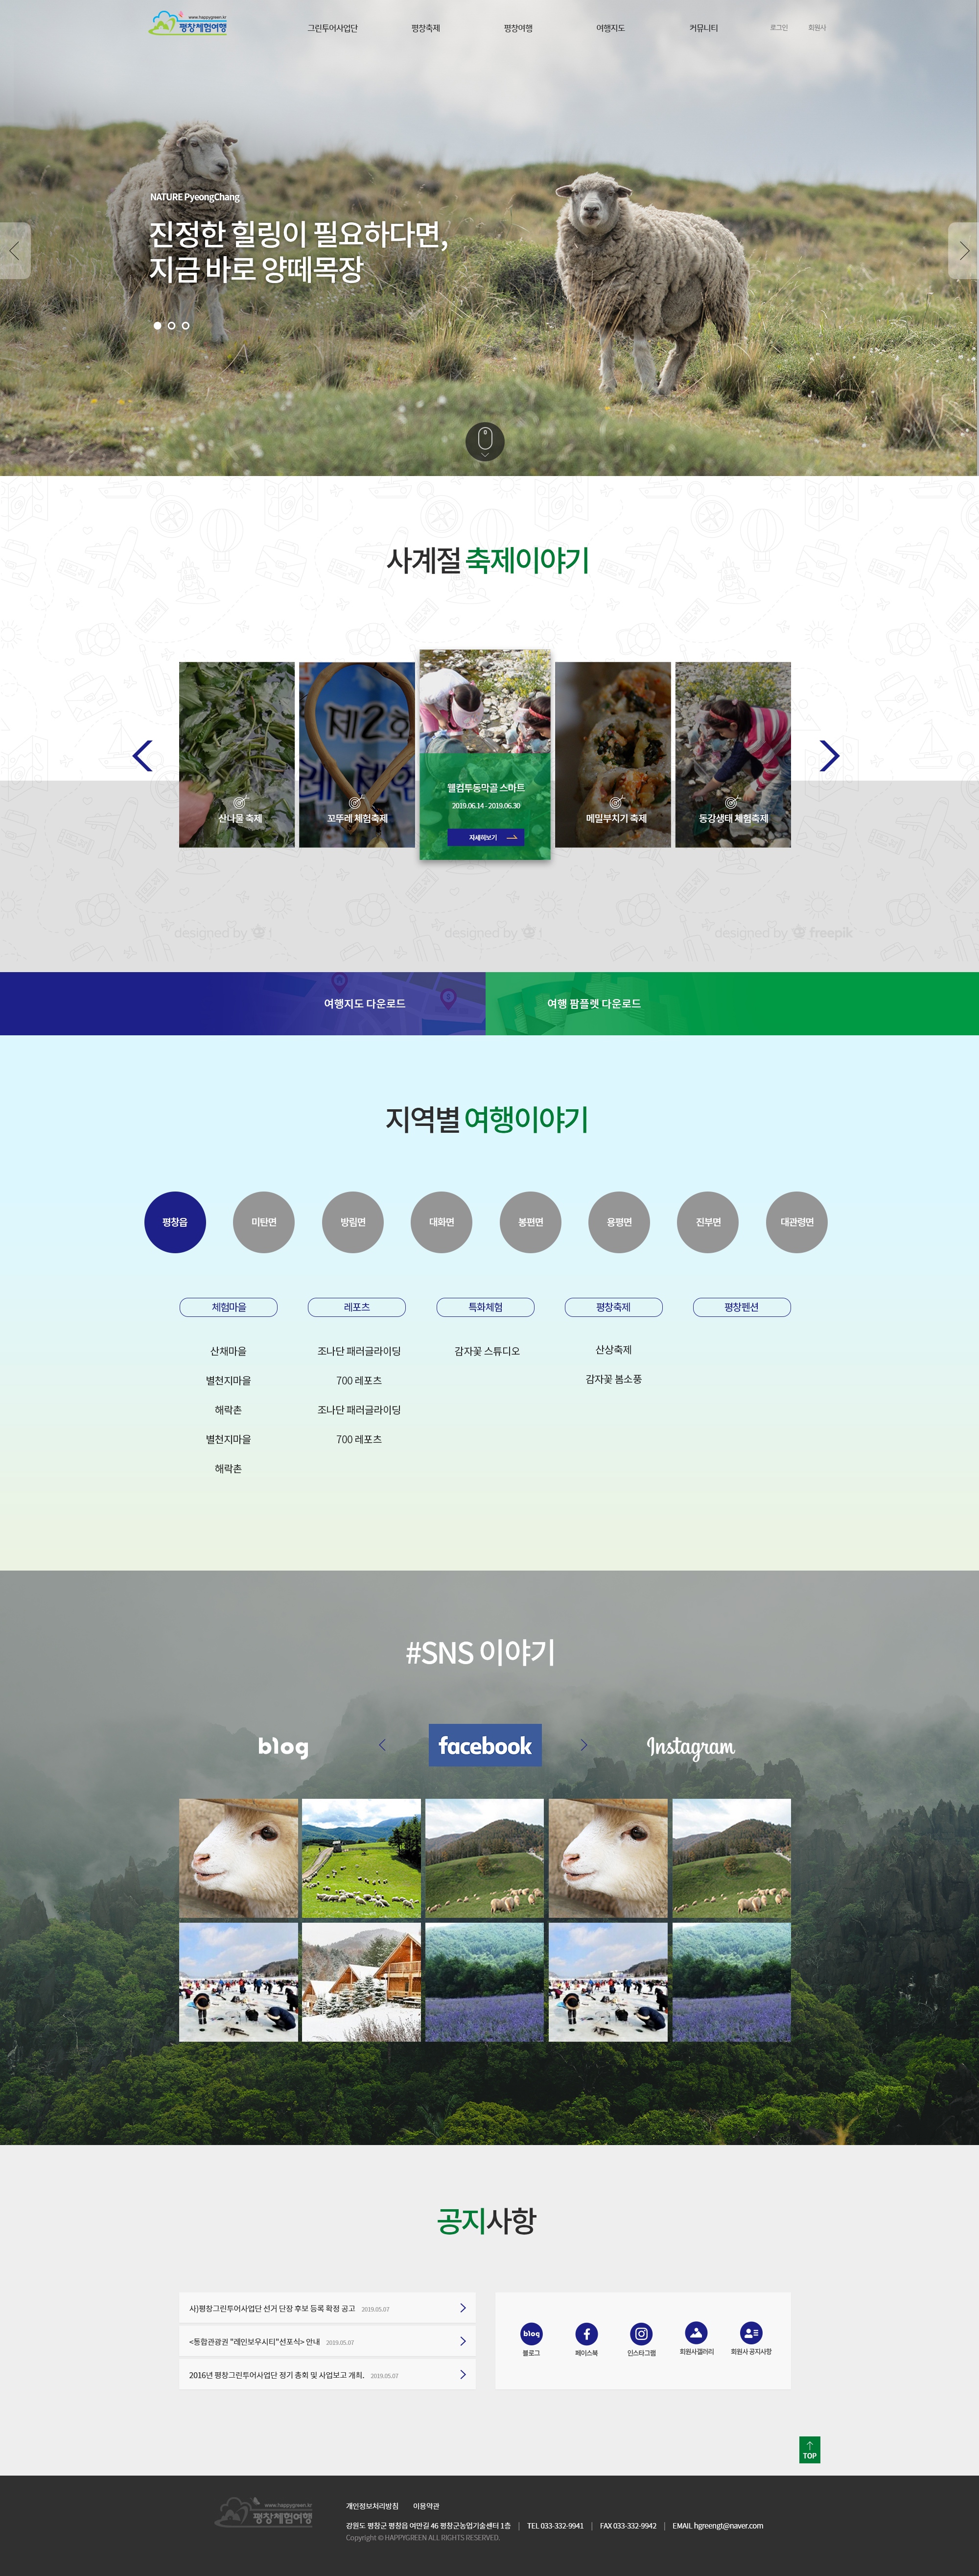 www.happygreen.kr
평창체험여행
그린투어사업단
평창축제
평창여행
여행지도
커뮤니티
로그인
회원사
NATURE PyeongChang
진정한 힐링이 필요하다면,
지금 바로 양떼목장
사계절 축제이야기
제2회
산나물 축제
꼬뚜레 체험축제
웰컴투동막골 스마트
2019.06.14 - 2019.06.30
자세히보기
메밀부치기 축제
동강생태 체험축제
designed by !
designed by !
designed by freepik
여행지도 다운로드
여행 팜플렛 다운로드
지역별 여행이야기
평창읍
미탄면
방림면
대화면
봉편면
용평면
진부면
대관령면
체험마을
레포츠
특화체험
평창축제
평창펜션
산채마을
조나단 패러글라이딩
감자꽃 스튜디오
산상축제
별천지마을
700 레포츠
감자꽃 봄소풍
해락촌
조나단 패러글라이딩
별천지마을
700 레포츠
해락촌
#SNS 이야기
blog
facebook
Instagram
공지사항
사)평창그린투어사업단 선거 단장 후보 등록 확정 공고 2019.05.07
<통합관광권 "레인보우시티"선포식> 안내 2019.05.07
2016년 평창그린투어사업단 정기 총회 및 사업보고 개최. 2019.05.07
blog
블로그
페이스북
인스타그램
회원사갤러리
회원사 공지사항
TOP
www.happygreen.kr
평창체험여행
개인정보처리방침
이용약관
강원도 평창군 평창읍 여만길 46 평창군농업기술센터 1층 | TEL 033-332-9941 | FAX 033-332-9942 | EMAIL hgreengt@naver.com
Copyright © HAPPYGREEN ALL RIGHTS RESERVED.